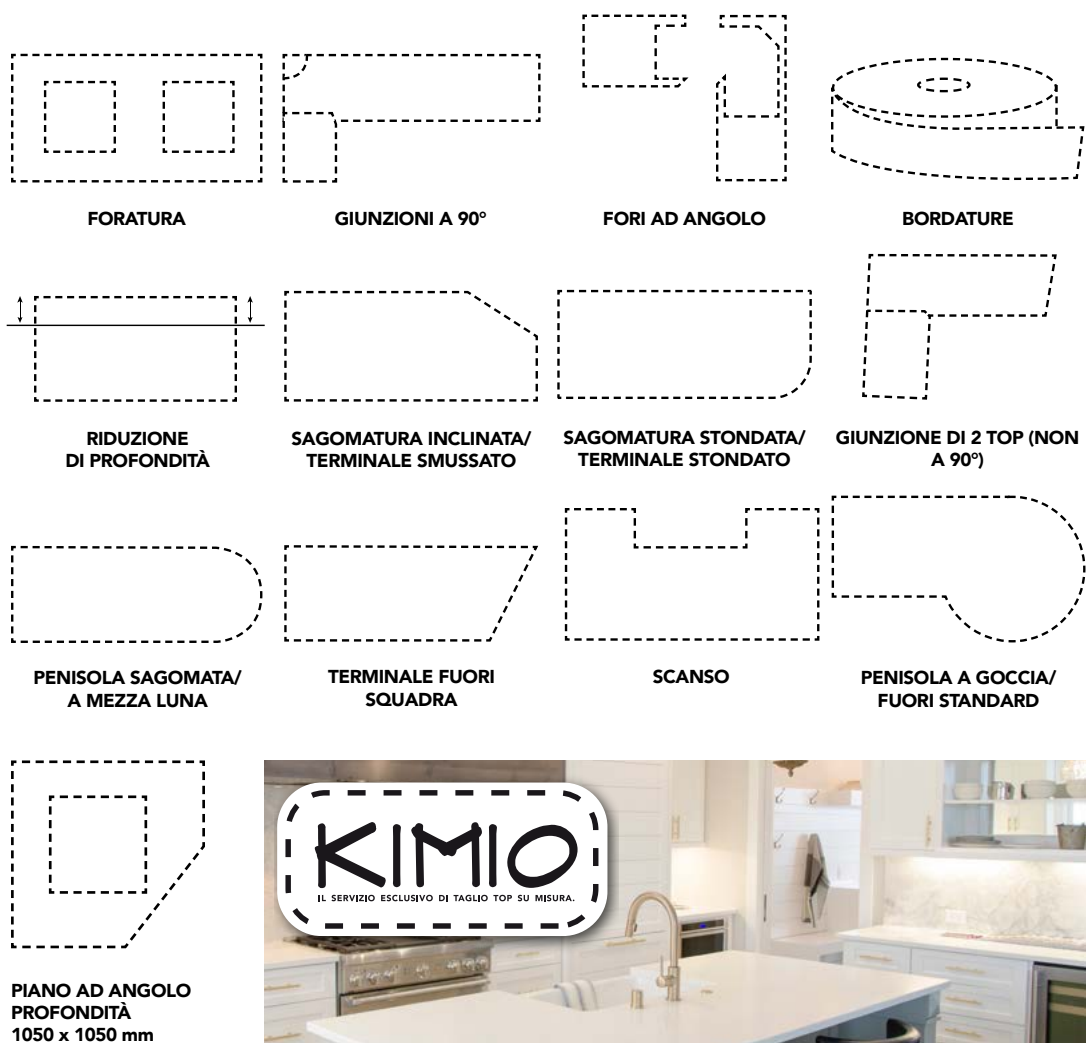 FORATURA
GIUNZIONI A 90°
FORI AD ANGOLO
BORDATURE
RIDUZIONE
DI PROFONDITÀ
SAGOMATURA INCLINATA/
TERMINALE SMUSSATO
SAGOMATURA STONDATA/
TERMINALE STONDATO
GIUNZIONE DI 2 TOP (NON
A 90°)
PENISOLA SAGOMATA/
A MEZZA LUNA
TERMINALE FUORI
SQUADRA
SCANSO
PENISOLA A GOCCIA/
FUORI STANDARD
PIANO AD ANGOLO
PROFONDITÀ
1050 x 1050 mm
KIMIO
IL SERVIZIO ESCLUSIVO DI TAGLIO TOP SU MISURA.